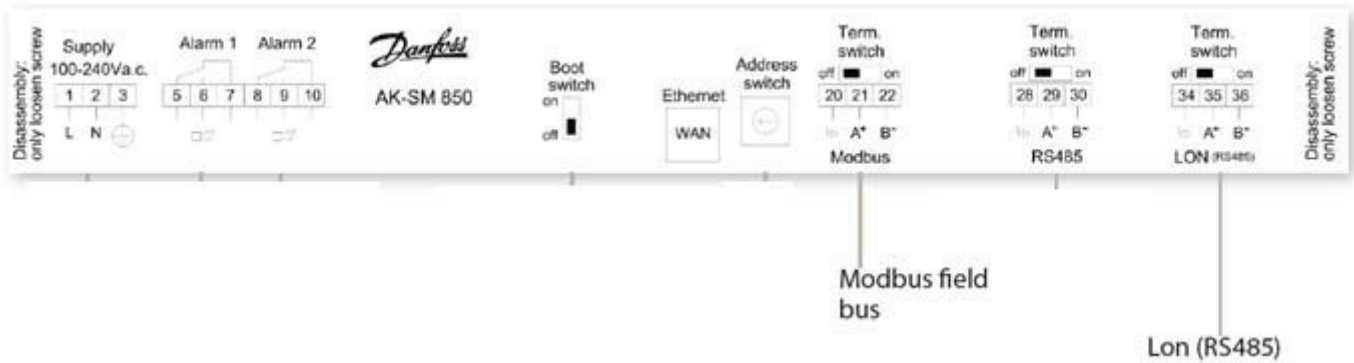 Disassembly:
only loosen screw
Supply
100-240Va.c.
1 2 3
L N
Alarm 1 Alarm 2
5 6 7 8 9 10
Danfoss
AK-SM 850
Boot
switch
on
off
Ethernet
WAN
Address
switch
Term.
switch
off on
20 21 22
A+ B-
Modbus
Term.
switch
off on
28 29 30
A+ B-
RS485
Term.
switch
off on
34 35 36
A+ B-
LON (RS485)
Disassembly:
only loosen screw
Modbus field
bus
Lon (RS485)